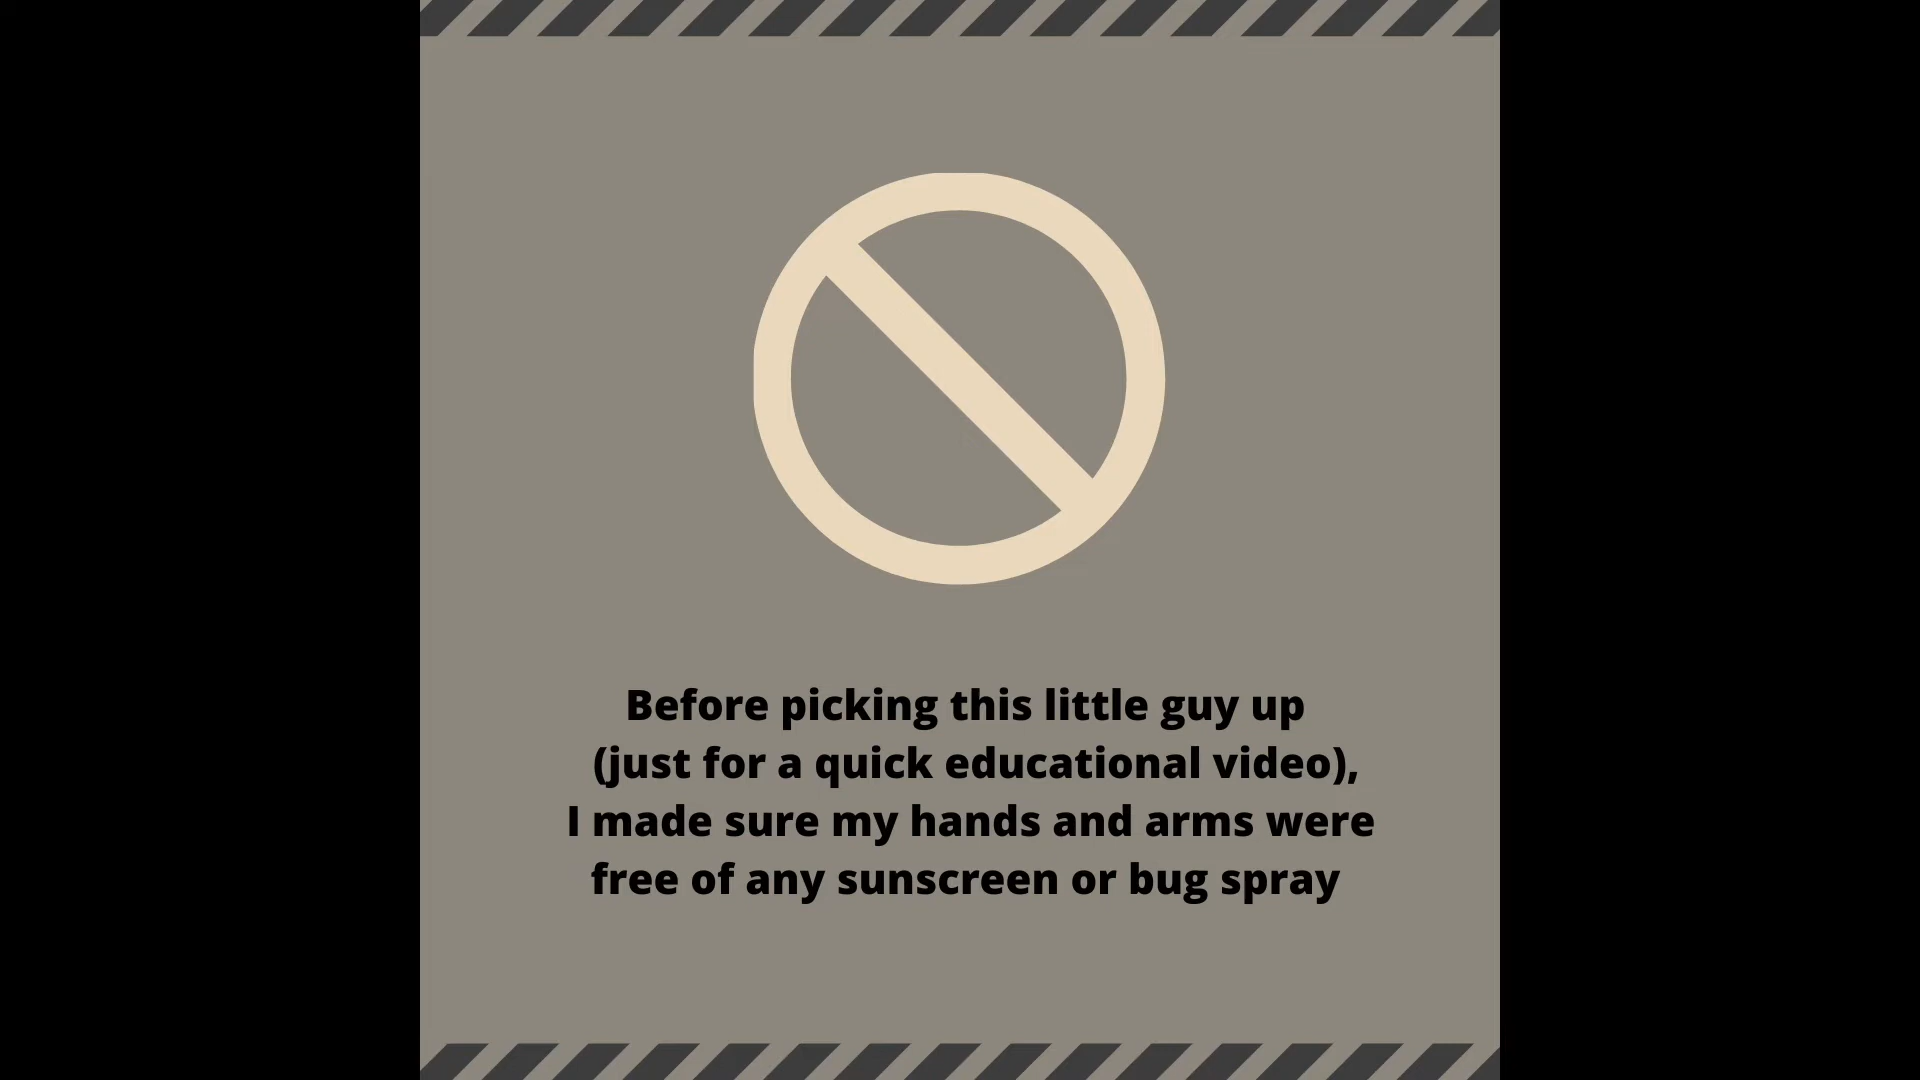 Before picking this little guy up
(just for a quick educational video),
I made sure my hands and arms were
free of any sunscreen or bug spray